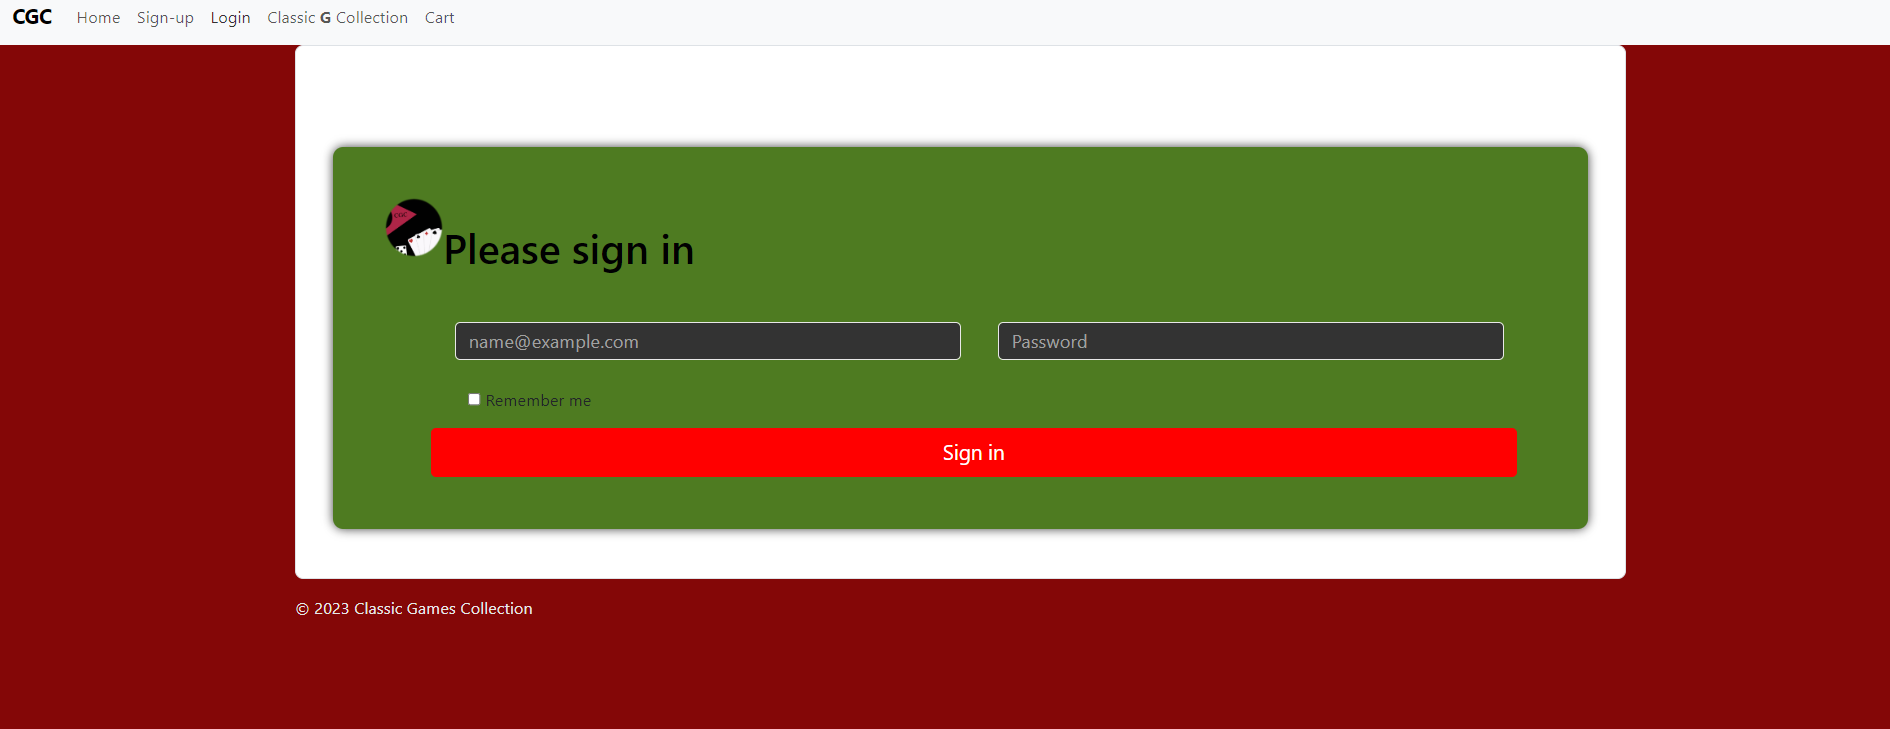 CGC Home Sign-up Login Classic G Collection Cart
CGC
Please sign in
name@example.com Password
Remember me
Sign in
© 2023 Classic Games Collection